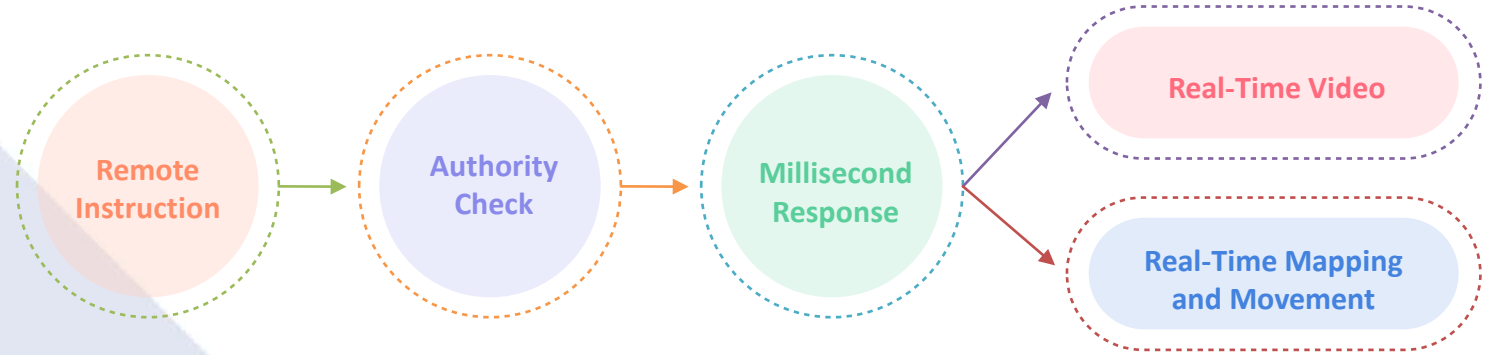 Remote
Instruction
Authority
Check
Millisecond
Response
Real-Time Video
Real-Time Mapping
and Movement